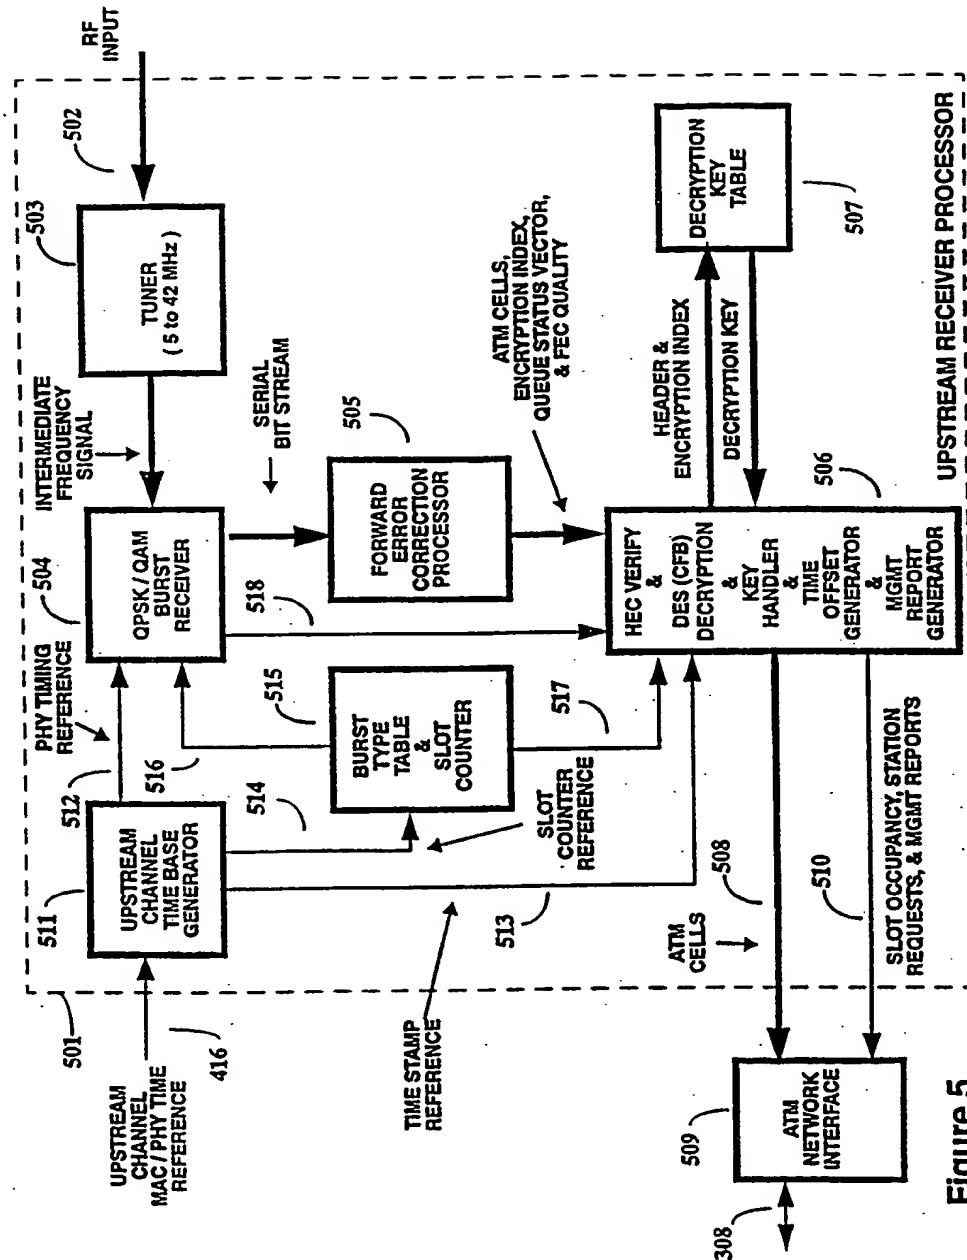 RF
INPUT
502
503
TUNER
( 5 to 42 MHz )
INTERMEDIATE
FREQUENCY
SIGNAL
504
QPSK / QAM
BURST
RECEIVER
SERIAL
BIT STREAM
PHY TIMING
REFERENCE
512
516
518
505
FORWARD
ERROR
CORRECTION
PROCESSOR
ATM CELLS,
ENCRYPTION INDEX,
QUEUE STATUS VECTOR,
& FEC QUALITY
DECRYPTION
KEY
TABLE
507
HEADER &
ENCRYPTION INDEX
DECRYPTION KEY
506
HEC VERIFY
&
DES (CFB)
DECRYPTION
&
KEY
HANDLER
&
TIME
OFFSET
GENERATOR
&
MGMT
REPORT
GENERATOR
UPSTREAM RECEIVER PROCESSOR
511
UPSTREAM
CHANNEL
TIME BASE
GENERATOR
514
515
BURST
TYPE
TABLE
&
SLOT
COUNTER
517
SLOT
COUNTER
REFERENCE
513
501
UPSTREAM
CHANNEL
MAC / PHY TIME
REFERENCE
416
TIME STAMP
REFERENCE
508
ATM
CELLS
510
SLOT OCCUPANCY, STATION
REQUESTS, & MGMT REPORTS
509
ATM
NETWORK
INTERFACE
308
Figure 5